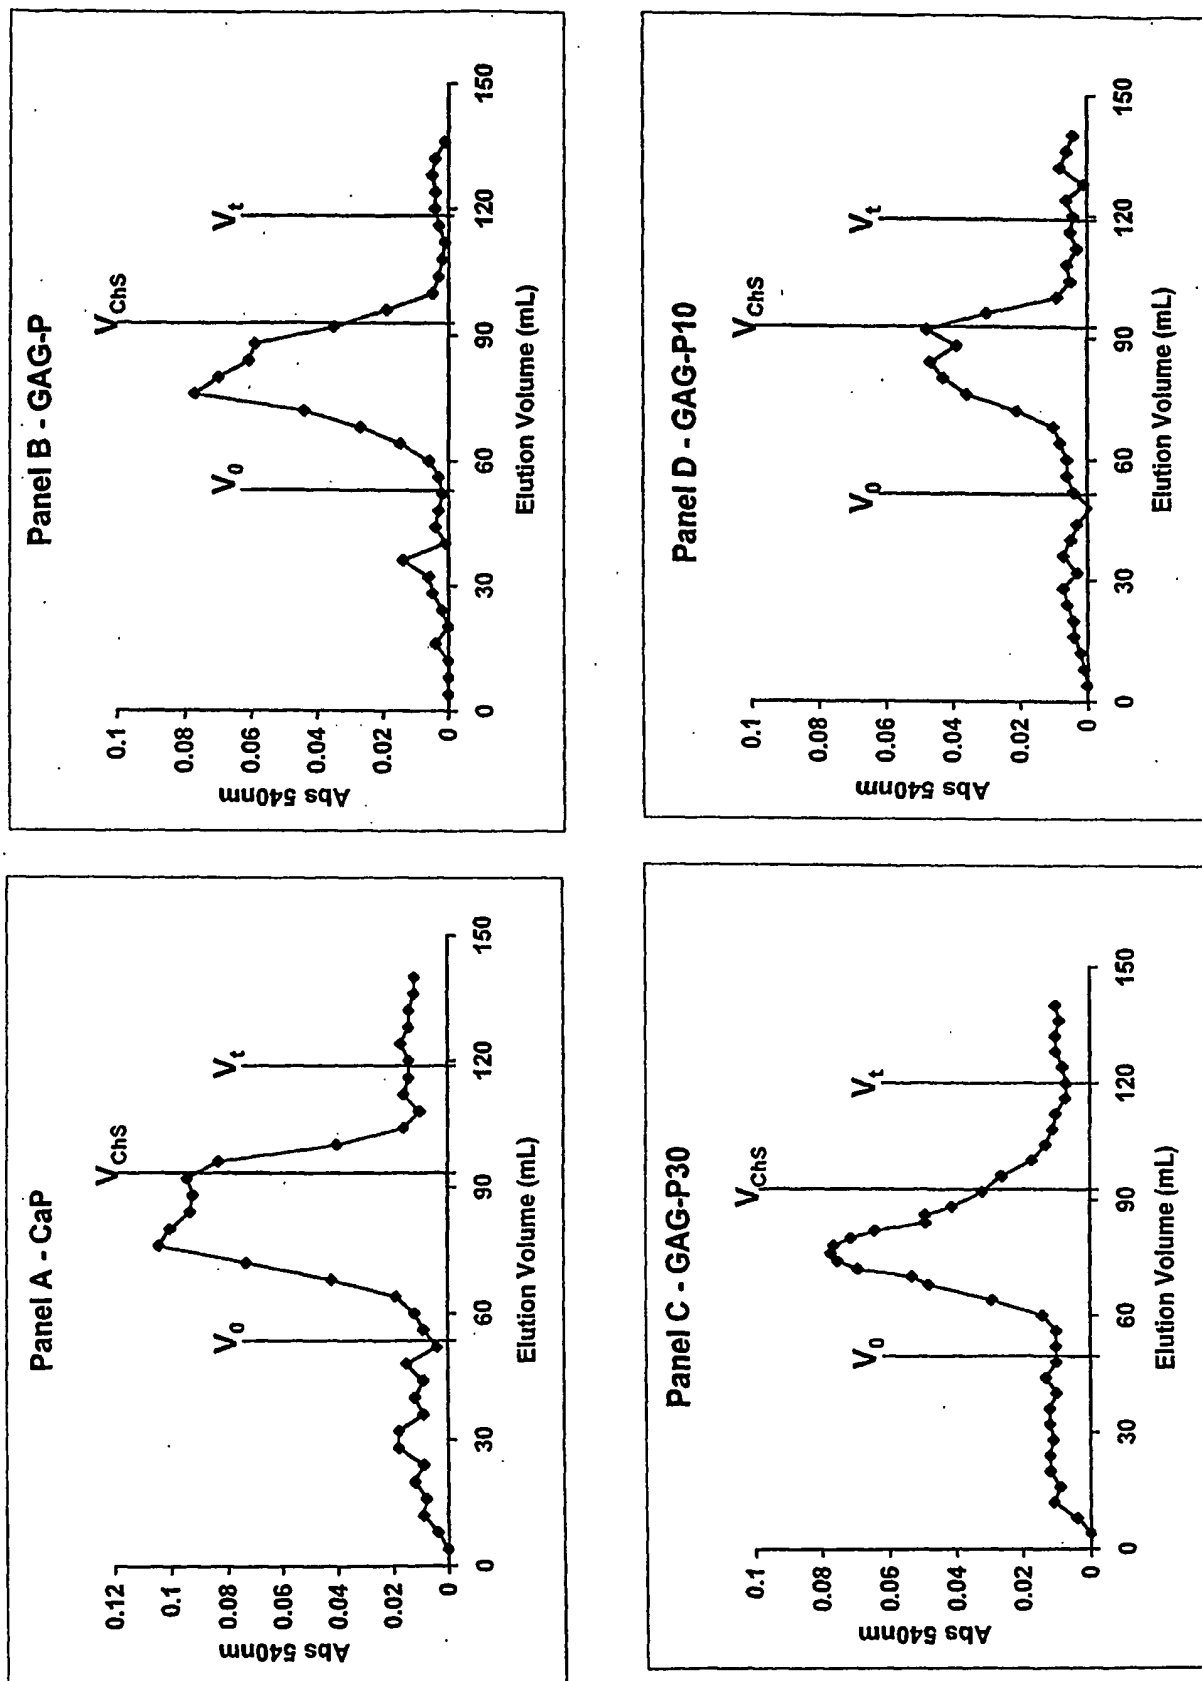 Panel A - CaP
0.12
0.1
0.08
0.06
0.04
0.02
0
Abs 540nm
0
30
60
90
120
150
Elution Volume (mL)
V0
VChS
Vt
Panel B - GAG-P
0.1
0.08
0.06
0.04
0.02
0
Abs 540nm
0
30
60
90
120
150
Elution Volume (mL)
V0
VChS
Vt
Panel C - GAG-P30
0.1
0.08
0.06
0.04
0.02
0
Abs 540nm
0
30
60
90
120
150
Elution Volume (mL)
V0
VChS
Vt
Panel D - GAG-P10
0.1
0.08
0.06
0.04
0.02
0
Abs 540nm
0
30
60
90
120
150
Elution Volume (mL)
V0
VChS
Vt